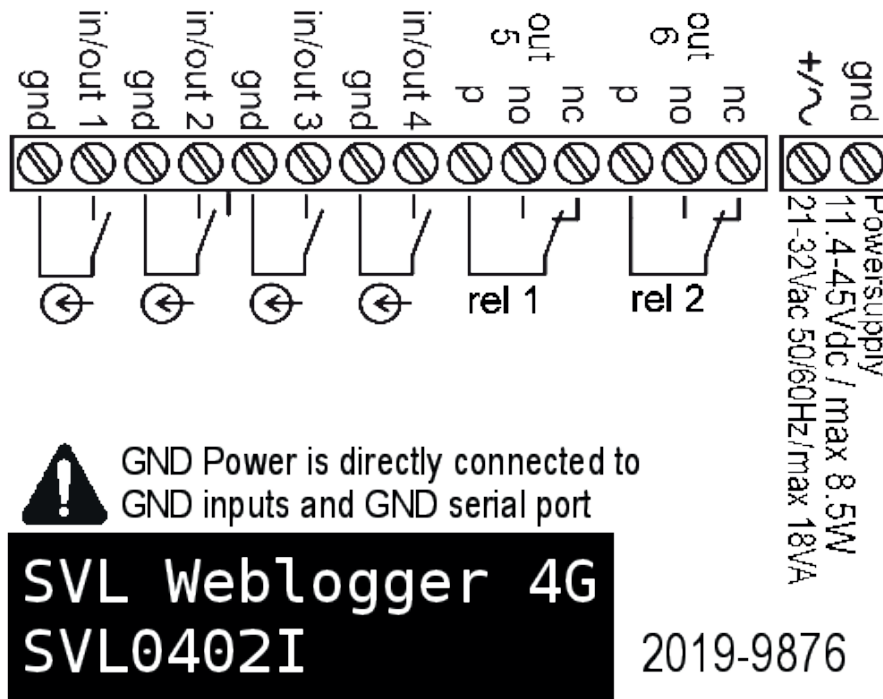 gnd
in/out 1
gnd
in/out 2
gnd
in/out 3
gnd
in/out 4
out
5
p
no
nc
out
6
p
no
nc
+/~
gnd
rel 1
rel 2
Powersupply
11.4-45Vdc / max 8.5W
21-32Vac 50/60Hz/max 18VA
GND Power is directly connected to
GND inputs and GND serial port
SVL Weblogger 4G
SVL0402I
2019-9876